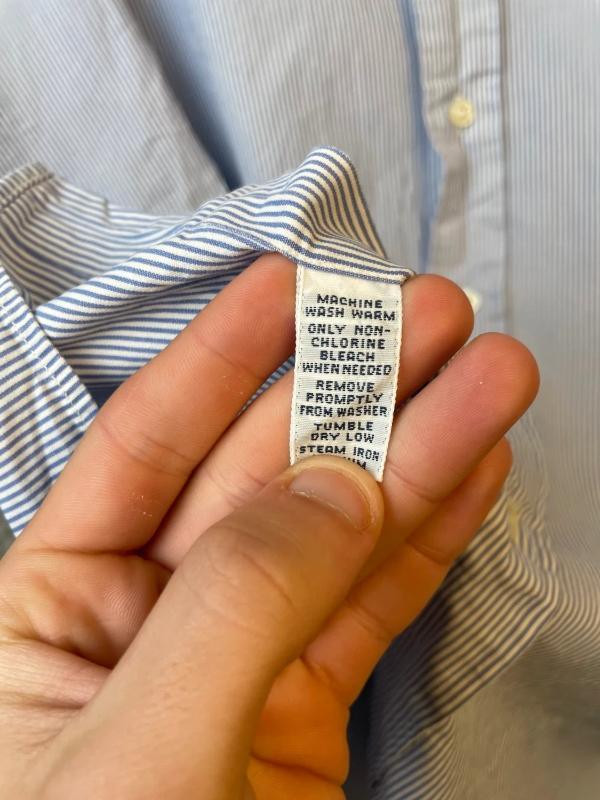 MACHINE
WASH WARM
ONLY NON-
CHLORINE
BLEACH
WHEN NEEDED
REMOVE
PROMPTLY
FROM WASHER
TUMBLE
DRY LOW
STEAM IRON